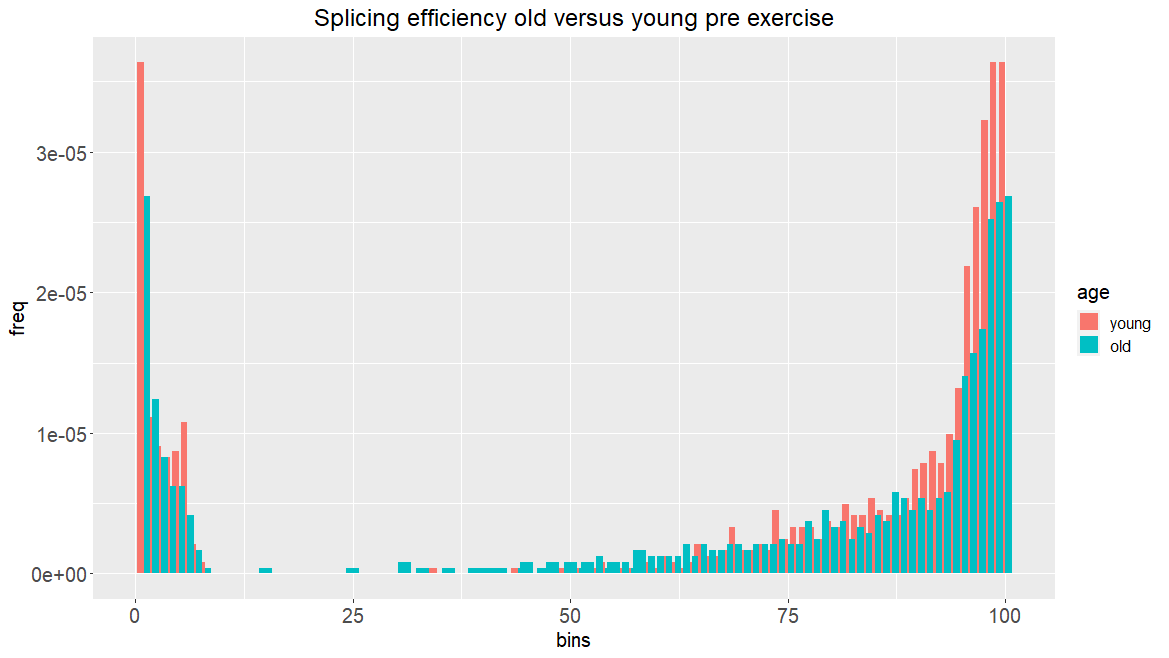 Splicing efficiency old versus young pre exercise
freq
3e-05
2e-05
1e-05
0e+00
0 25 50 75 100
bins
age
young
old